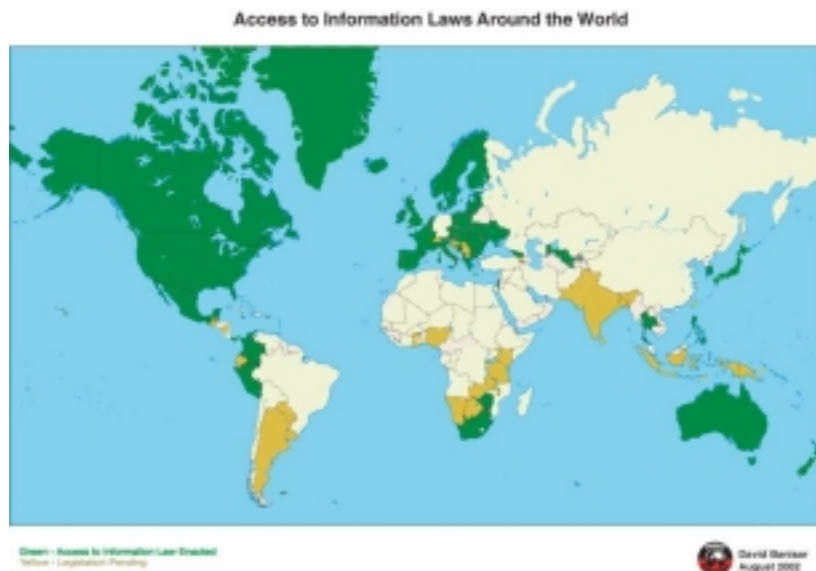 Access to Information Laws Around the World
Green - Access to Information Law Enacted
Yellow - Legislation Pending
David Banisar
August 2002